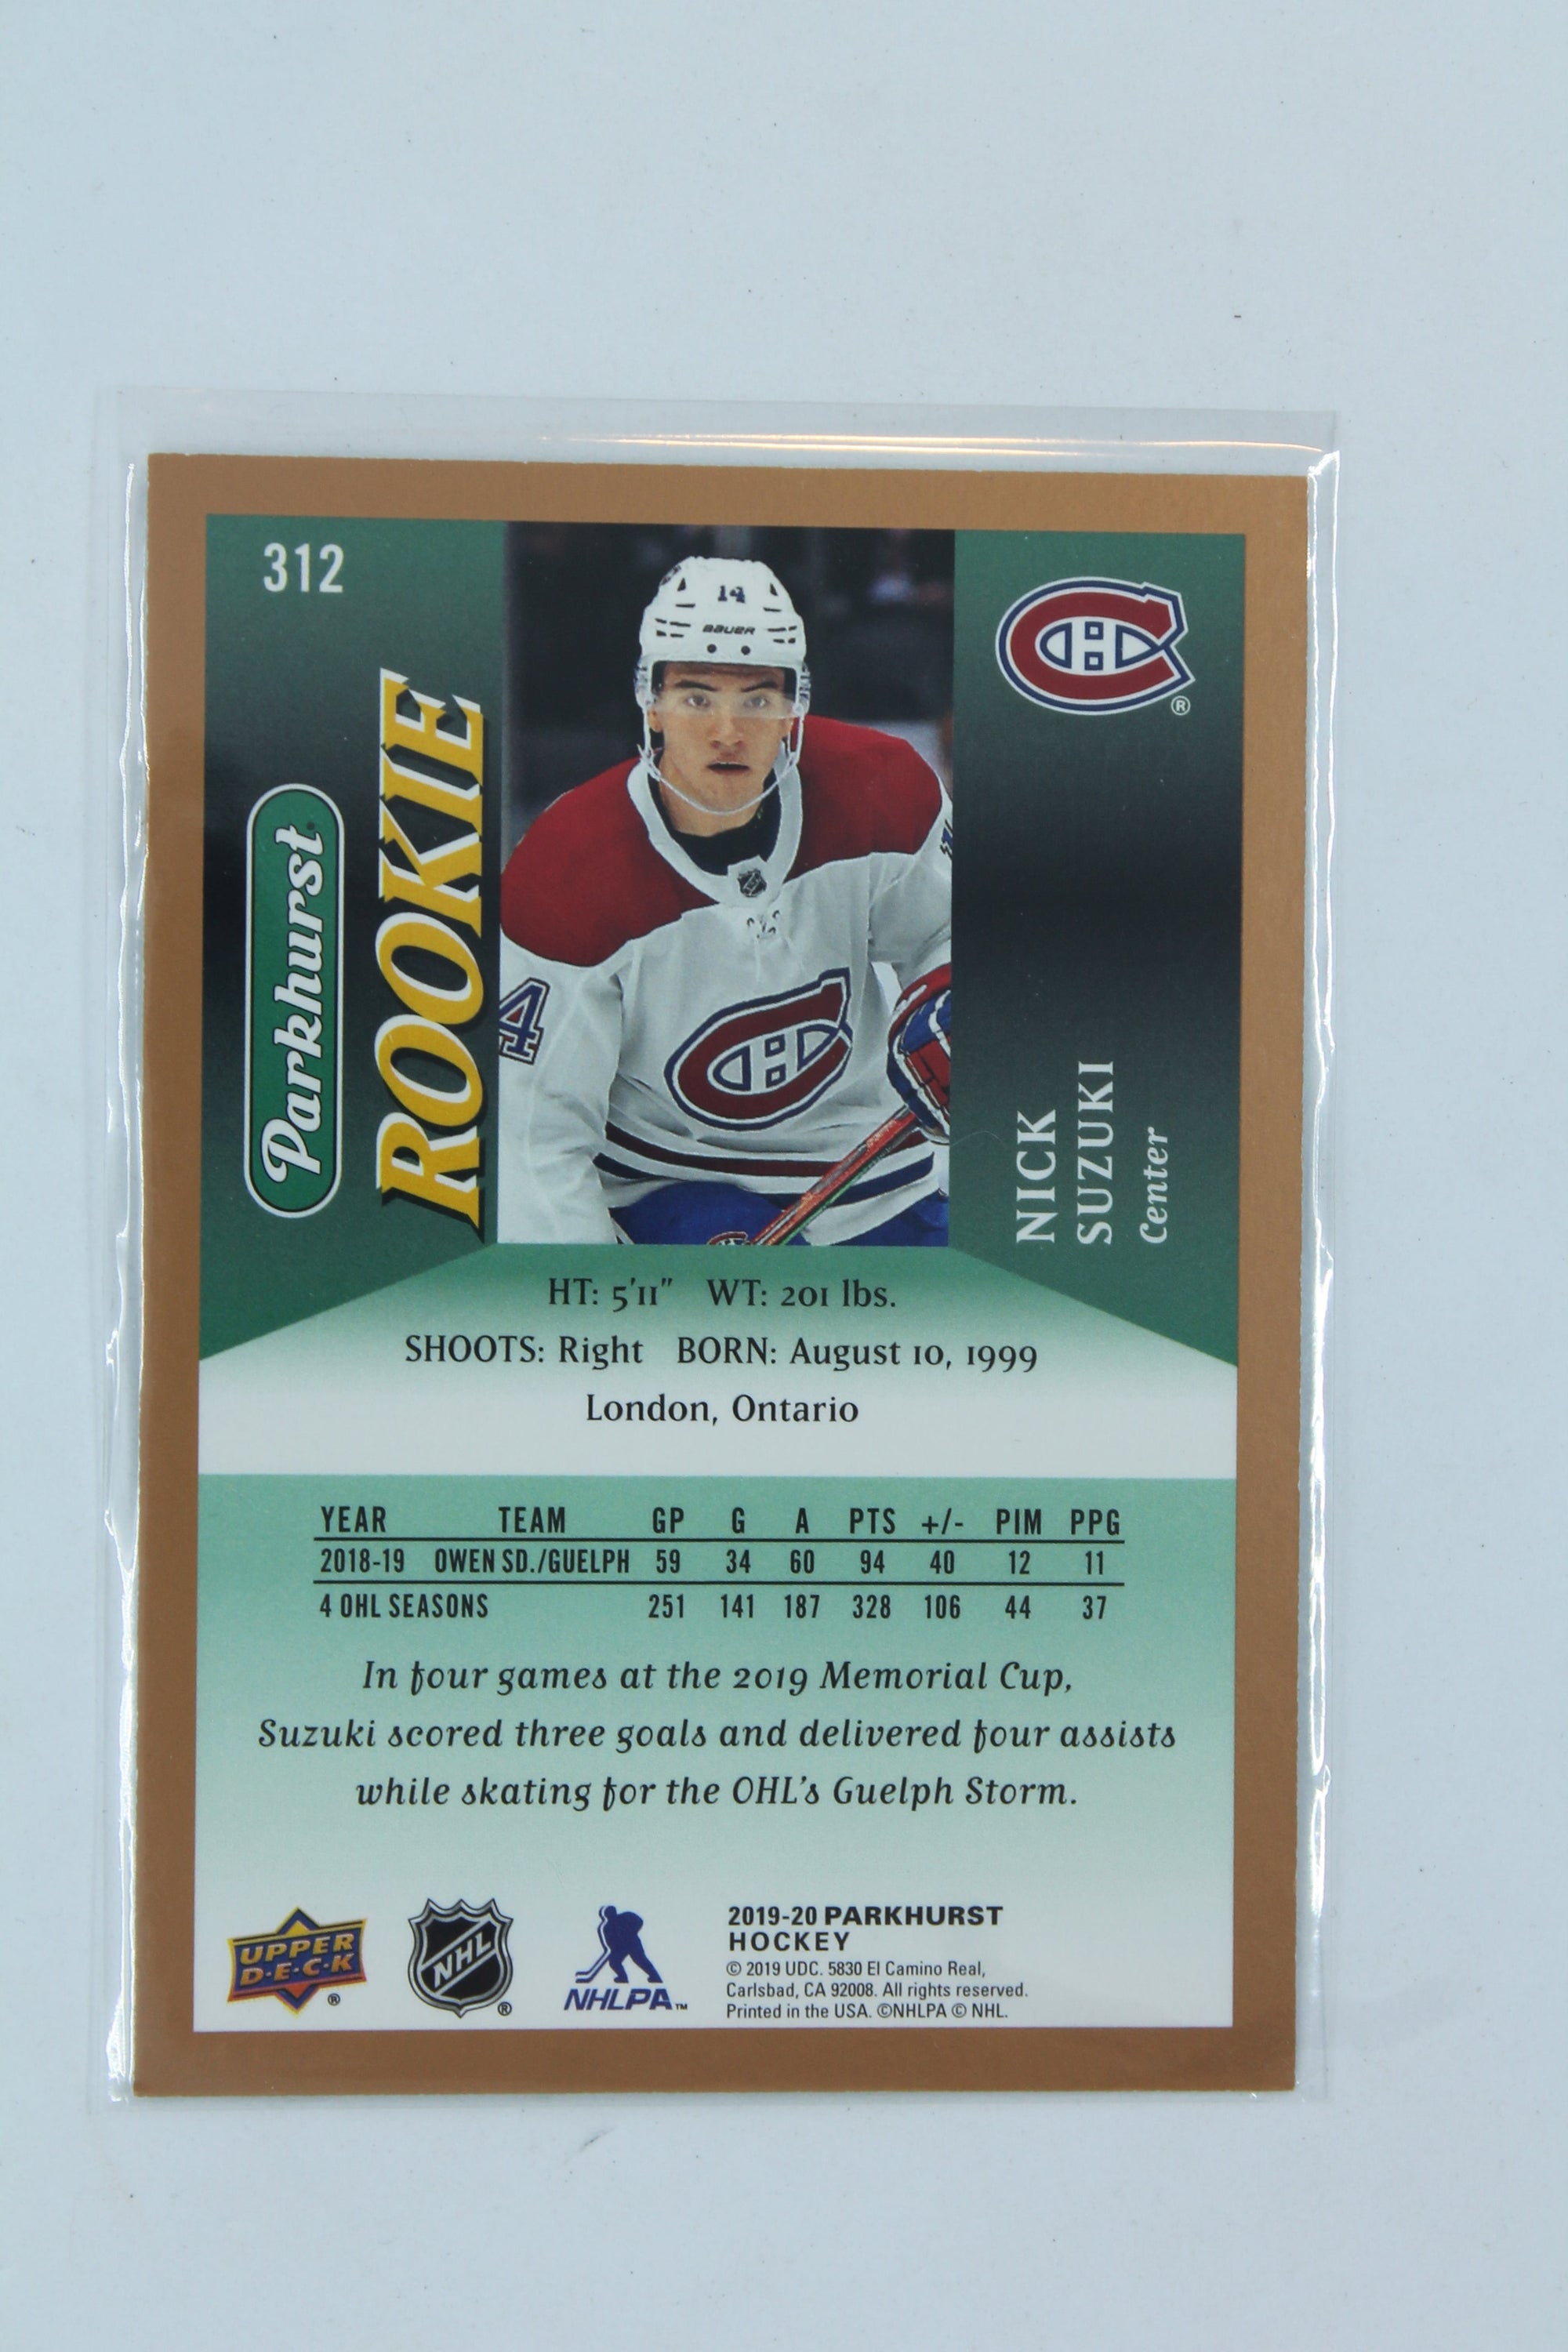 312
Parkhurst
ROOKIE
14
BAUER
4
®
NICK
SUZUKI
Center
HT: 5'11" WT: 201 lbs.
SHOOTS: Right BORN: August 10, 1999
London, Ontario
YEAR TEAM GP G A PTS +/- PIM PPG
2018-19 OWEN SD./GUELPH 59 34 60 94 40 12 11
4 OHL SEASONS 251 141 187 328 106 44 37
In four games at the 2019 Memorial Cup,
Suzuki scored three goals and delivered four assists
while skating for the OHL's Guelph Storm.
UPPER
D·E·C·K
®
NHL
®
NHLPA™
2019-20 PARKHURST
HOCKEY
© 2019 UDC. 5830 El Camino Real,
Carlsbad, CA 92008. All rights reserved.
Printed in the USA. ©NHLPA © NHL.